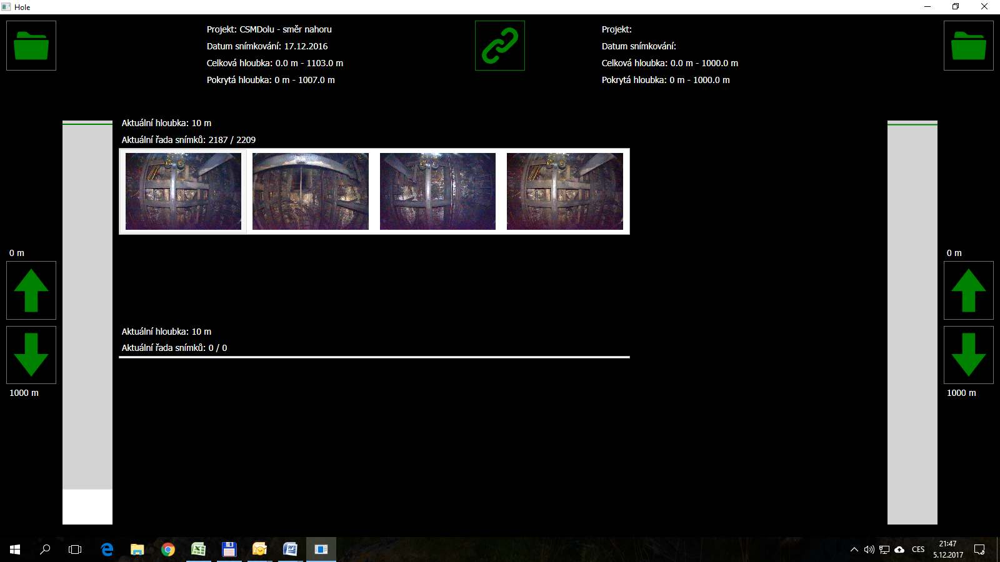 Hole
Projekt: CSMDolu - směr nahoru
Datum snímkování: 17.12.2016
Celková hloubka: 0.0 m - 1103.0 m
Pokrytá hloubka: 0 m - 1007.0 m
Projekt:
Datum snímkování:
Celková hloubka: 0.0 m - 1000.0 m
Pokrytá hloubka: 0 m - 1000.0 m
Aktuální hloubka: 10 m
Aktuální řada snímků: 2187 / 2209
0 m
1000 m
Aktuální hloubka: 10 m
Aktuální řada snímků: 0 / 0
0 m
1000 m
CES
21:47
5.12.2017